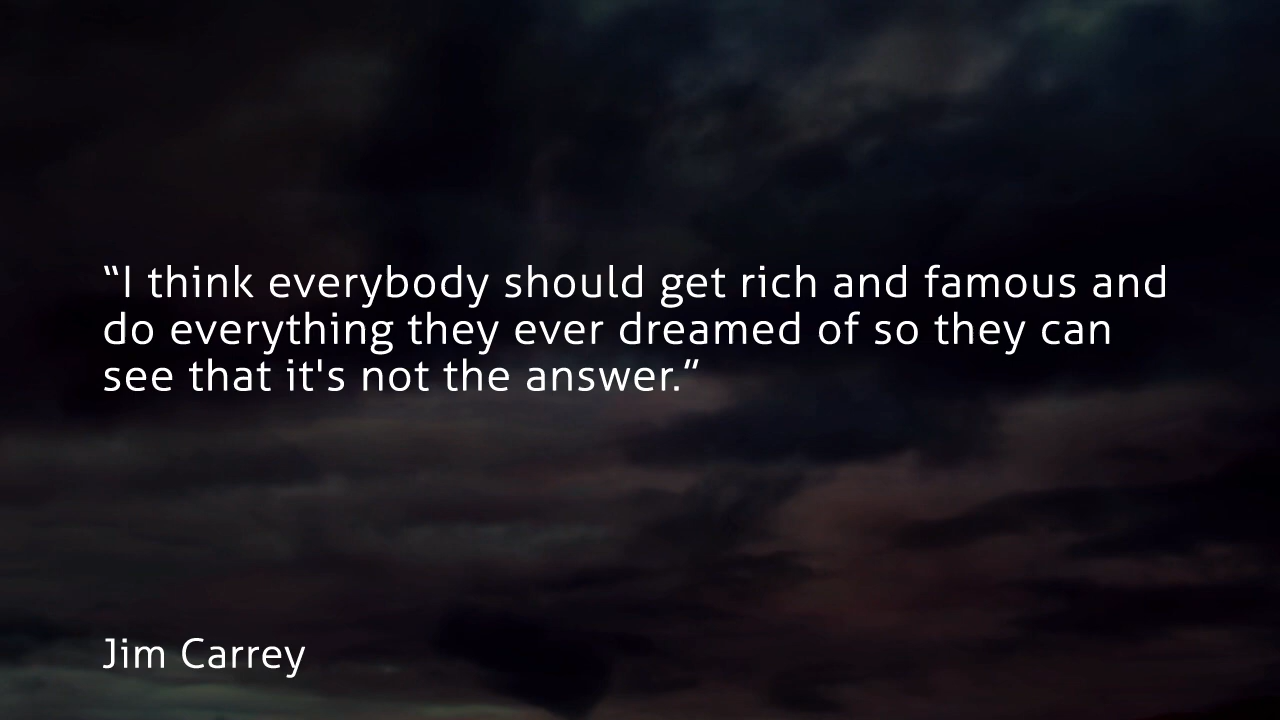 “I think everybody should get rich and famous and
do everything they ever dreamed of so they can
see that it's not the answer.”
Jim Carrey